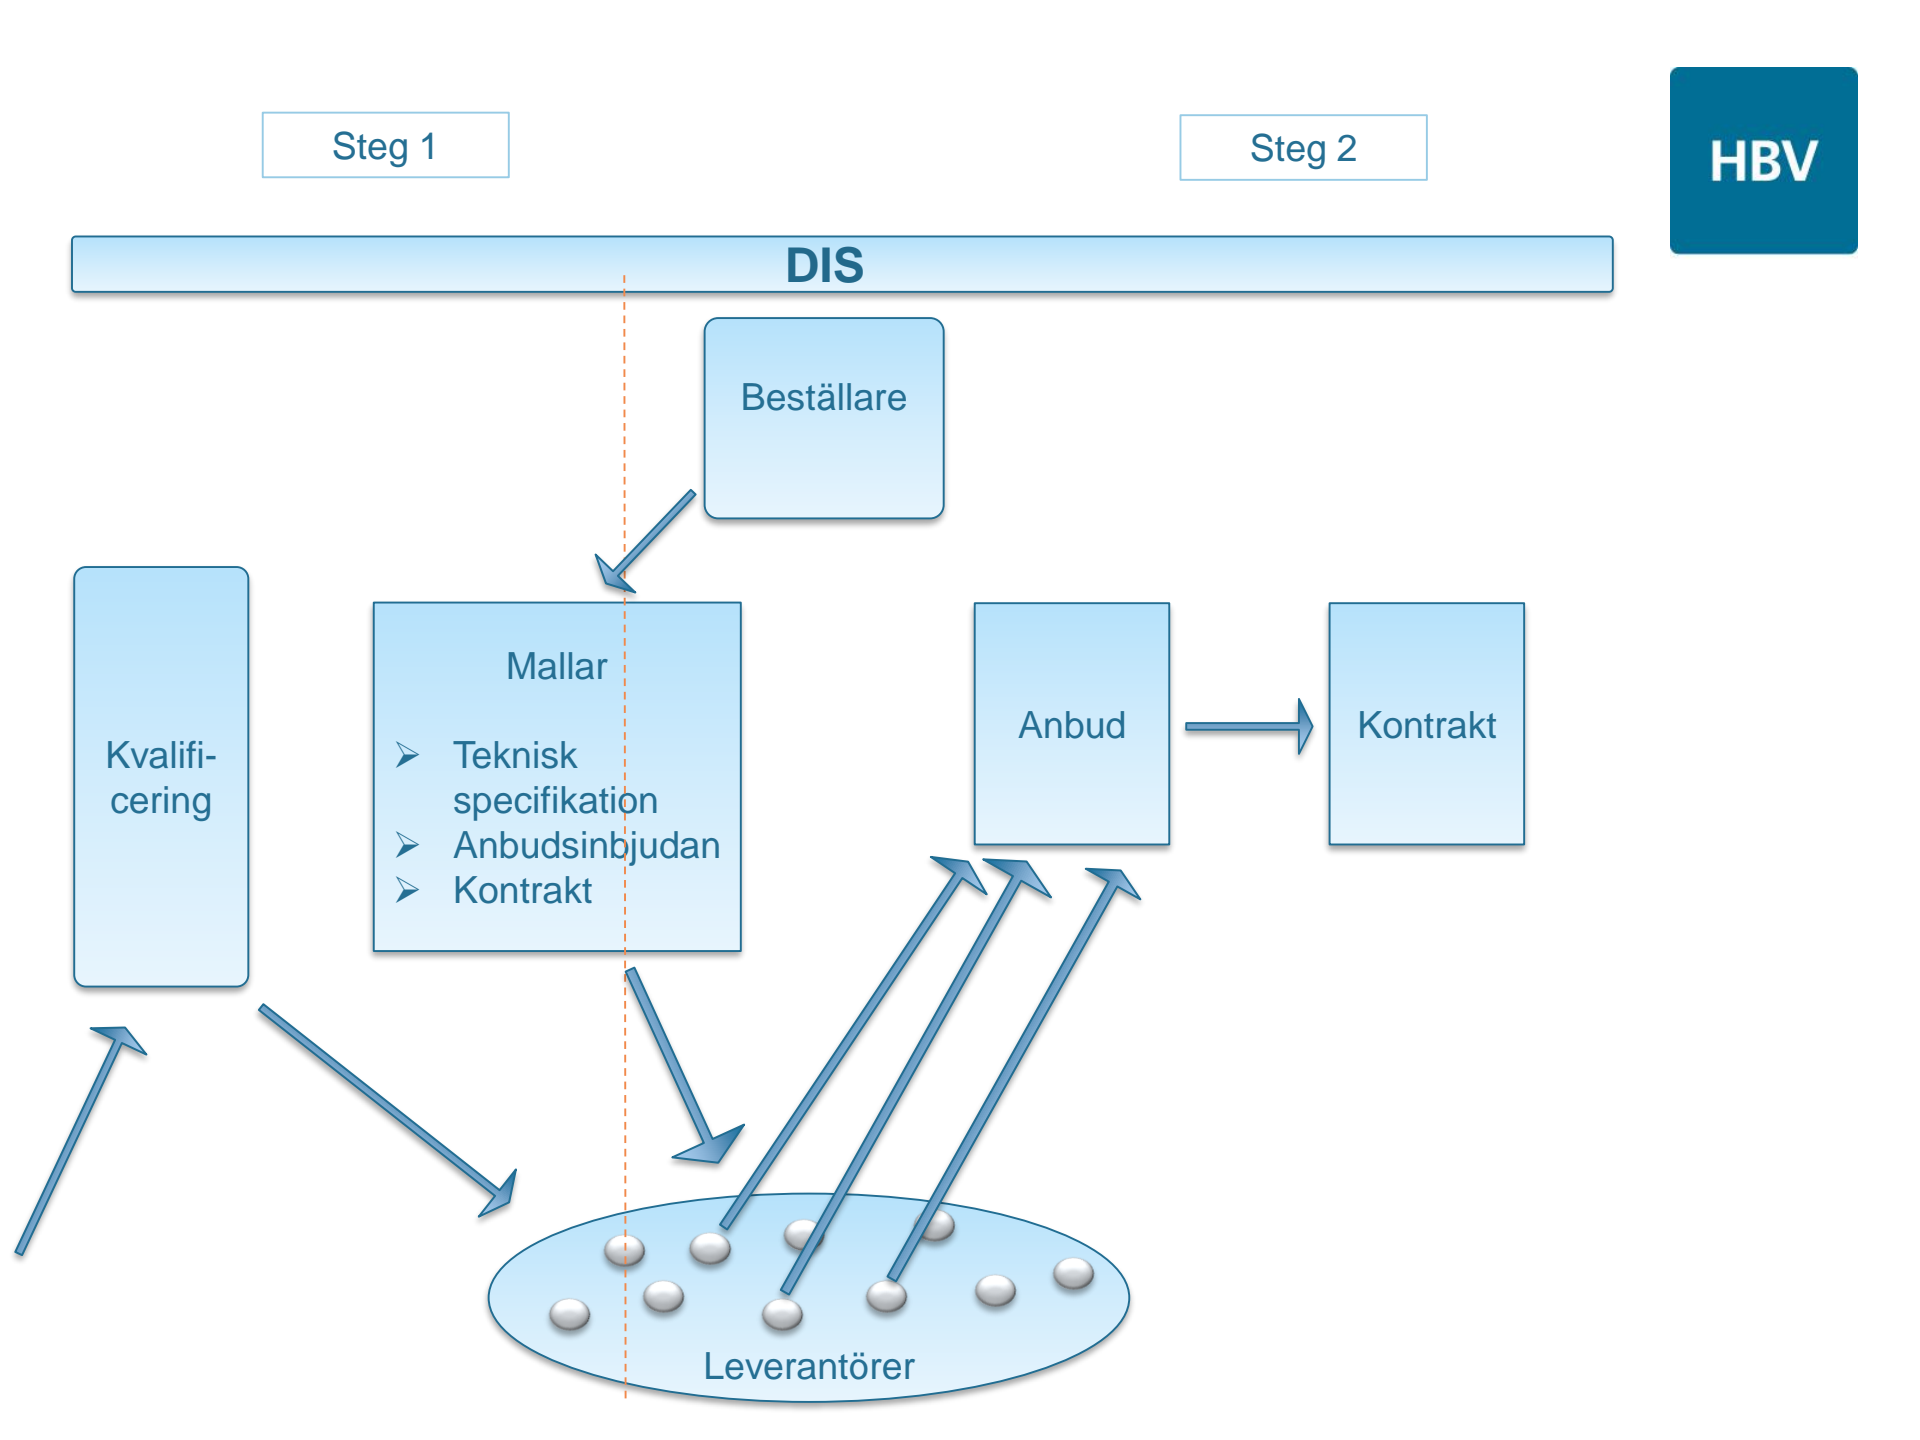 Steg 1
Steg 2
HBV
DIS
Beställare
Kvalifi-
cering
Mallar
➢ Teknisk
specifikation
➢ Anbudsinbjudan
➢ Kontrakt
Anbud
Kontrakt
Leverantörer